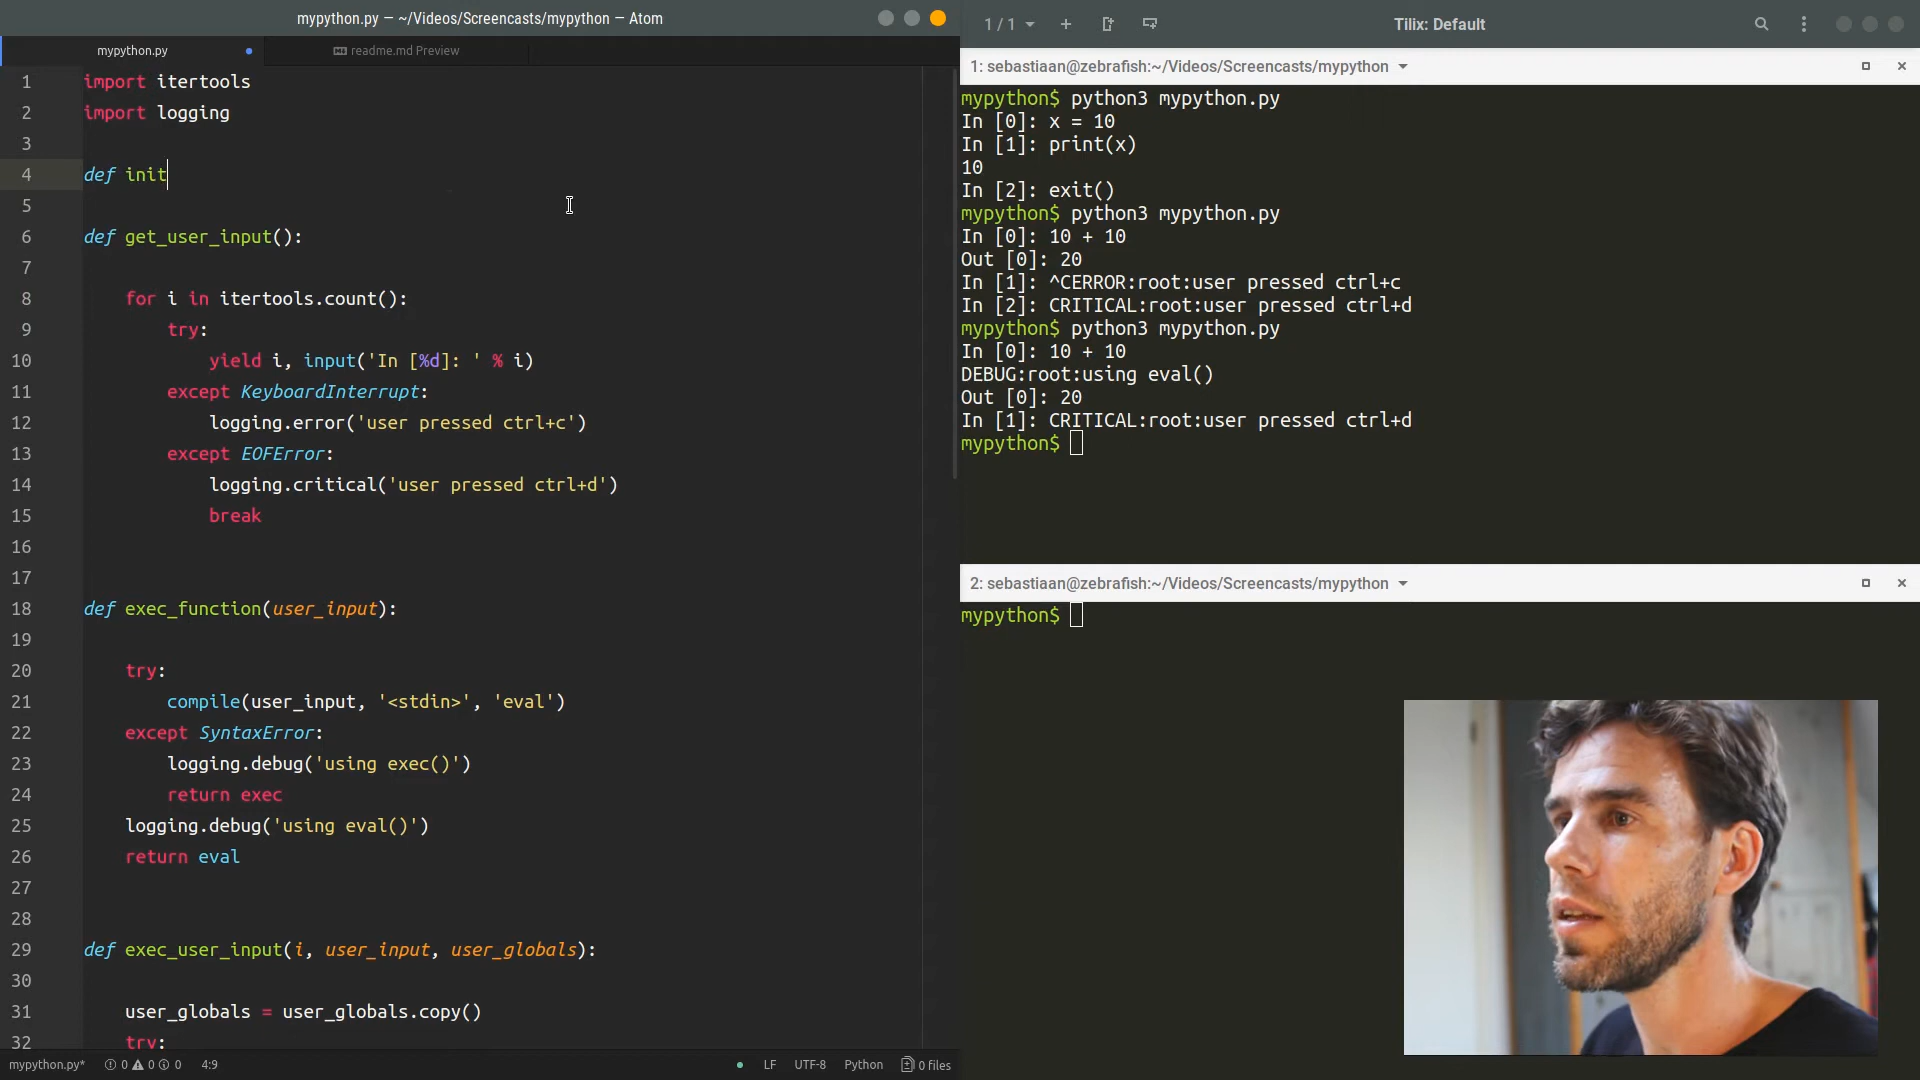 mypython.py — ~/Videos/Screencasts/mypython — Atom
mypython.py
readme.md Preview
1 import itertools
2 import logging
3
4 def init
5
6 def get_user_input():
7
8 for i in itertools.count():
9 try:
10 yield i, input('In [%d]: ' % i)
11 except KeyboardInterrupt:
12 logging.error('user pressed ctrl+c')
13 except EOFError:
14 logging.critical('user pressed ctrl+d')
15 break
16
17
18 def exec_function(user_input):
19
20 try:
21 compile(user_input, '<stdin>', 'eval')
22 except SyntaxError:
23 logging.debug('using exec()')
24 return exec
25 logging.debug('using eval()')
26 return eval
27
28
29 def exec_user_input(i, user_input, user_globals):
30
31 user_globals = user_globals.copy()
32 try:
mypython.py* 0 0 0 4:9 LF UTF-8 Python 0 files
1 / 1 Tilix: Default
1: sebastiaan@zebrafish:~/Videos/Screencasts/mypython
mypython$ python3 mypython.py
In [0]: x = 10
In [1]: print(x)
10
In [2]: exit()
mypython$ python3 mypython.py
In [0]: 10 + 10
Out [0]: 20
In [1]: ^CERROR:root:user pressed ctrl+c
In [2]: CRITICAL:root:user pressed ctrl+d
mypython$ python3 mypython.py
In [0]: 10 + 10
DEBUG:root:using eval()
Out [0]: 20
In [1]: CRITICAL:root:user pressed ctrl+d
mypython$
2: sebastiaan@zebrafish:~/Videos/Screencasts/mypython
mypython$